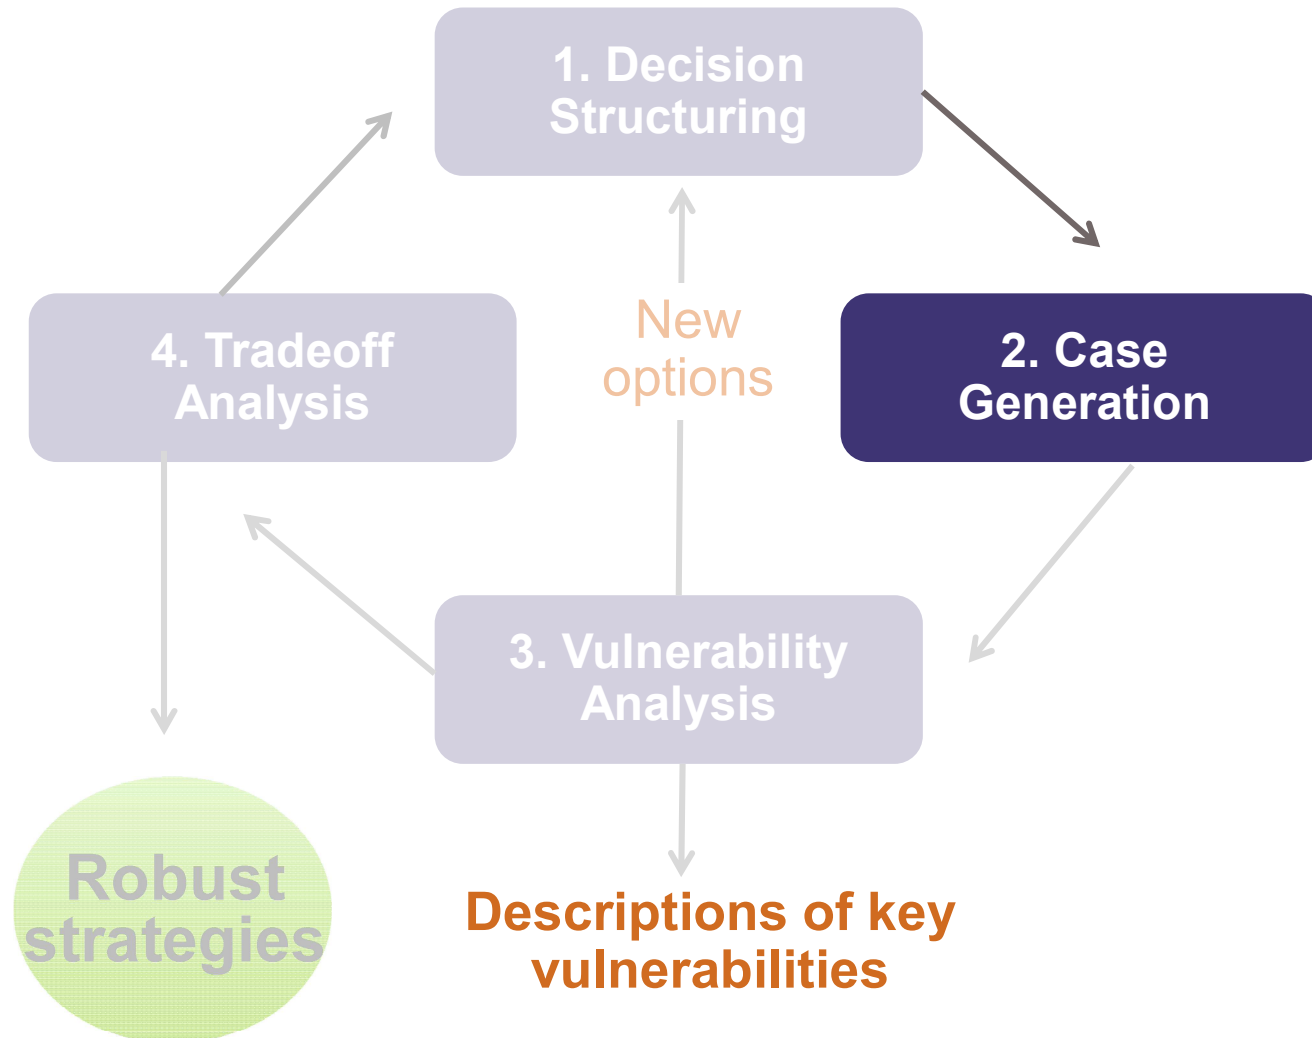 1. Decision
Structuring
4. Tradeoff
Analysis
New
options
2. Case
Generation
3. Vulnerability
Analysis
Robust
strategies
Descriptions of key
vulnerabilities